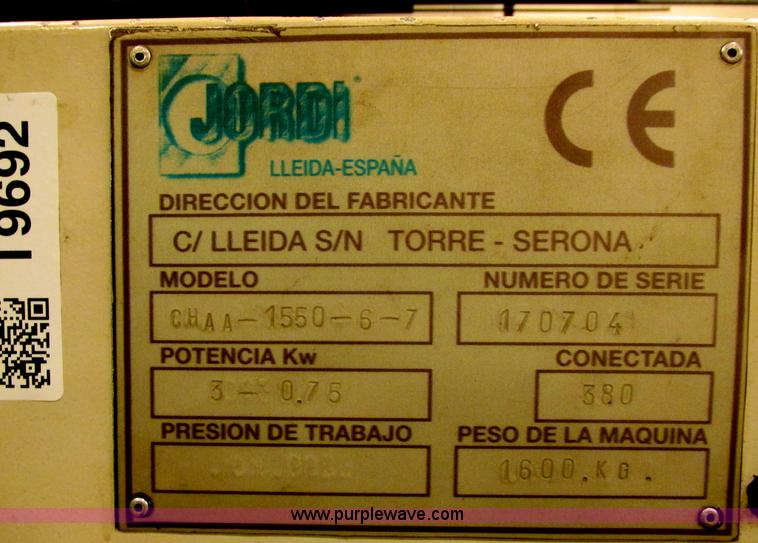 JORDI
LLEIDA-ESPAÑA
CE
DIRECCION DEL FABRICANTE
C/ LLEIDA S/N TORRE - SERONA
MODELO NUMERO DE SERIE
CHAA-1550-6-7 170704
POTENCIA Kw CONECTADA
3-0.75 380
PRESION DE TRABAJO PESO DE LA MAQUINA
1600.KG.
19692
www.purplewave.com